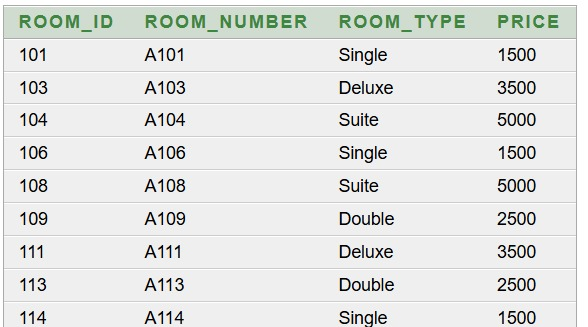 ROOM_ID ROOM_NUMBER ROOM_TYPE PRICE
101 A101 Single 1500
103 A103 Deluxe 3500
104 A104 Suite 5000
106 A106 Single 1500
108 A108 Suite 5000
109 A109 Double 2500
111 A111 Deluxe 3500
113 A113 Double 2500
114 A114 Single 1500